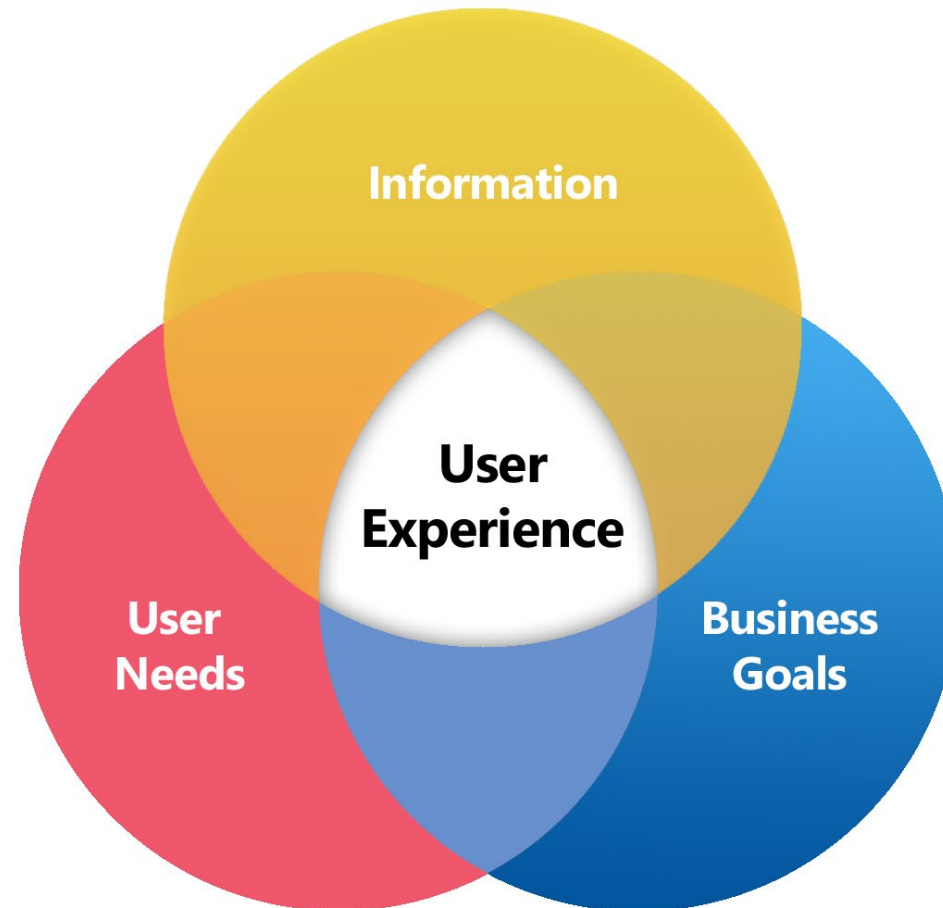 Information
User
Experience
User
Needs
Business
Goals